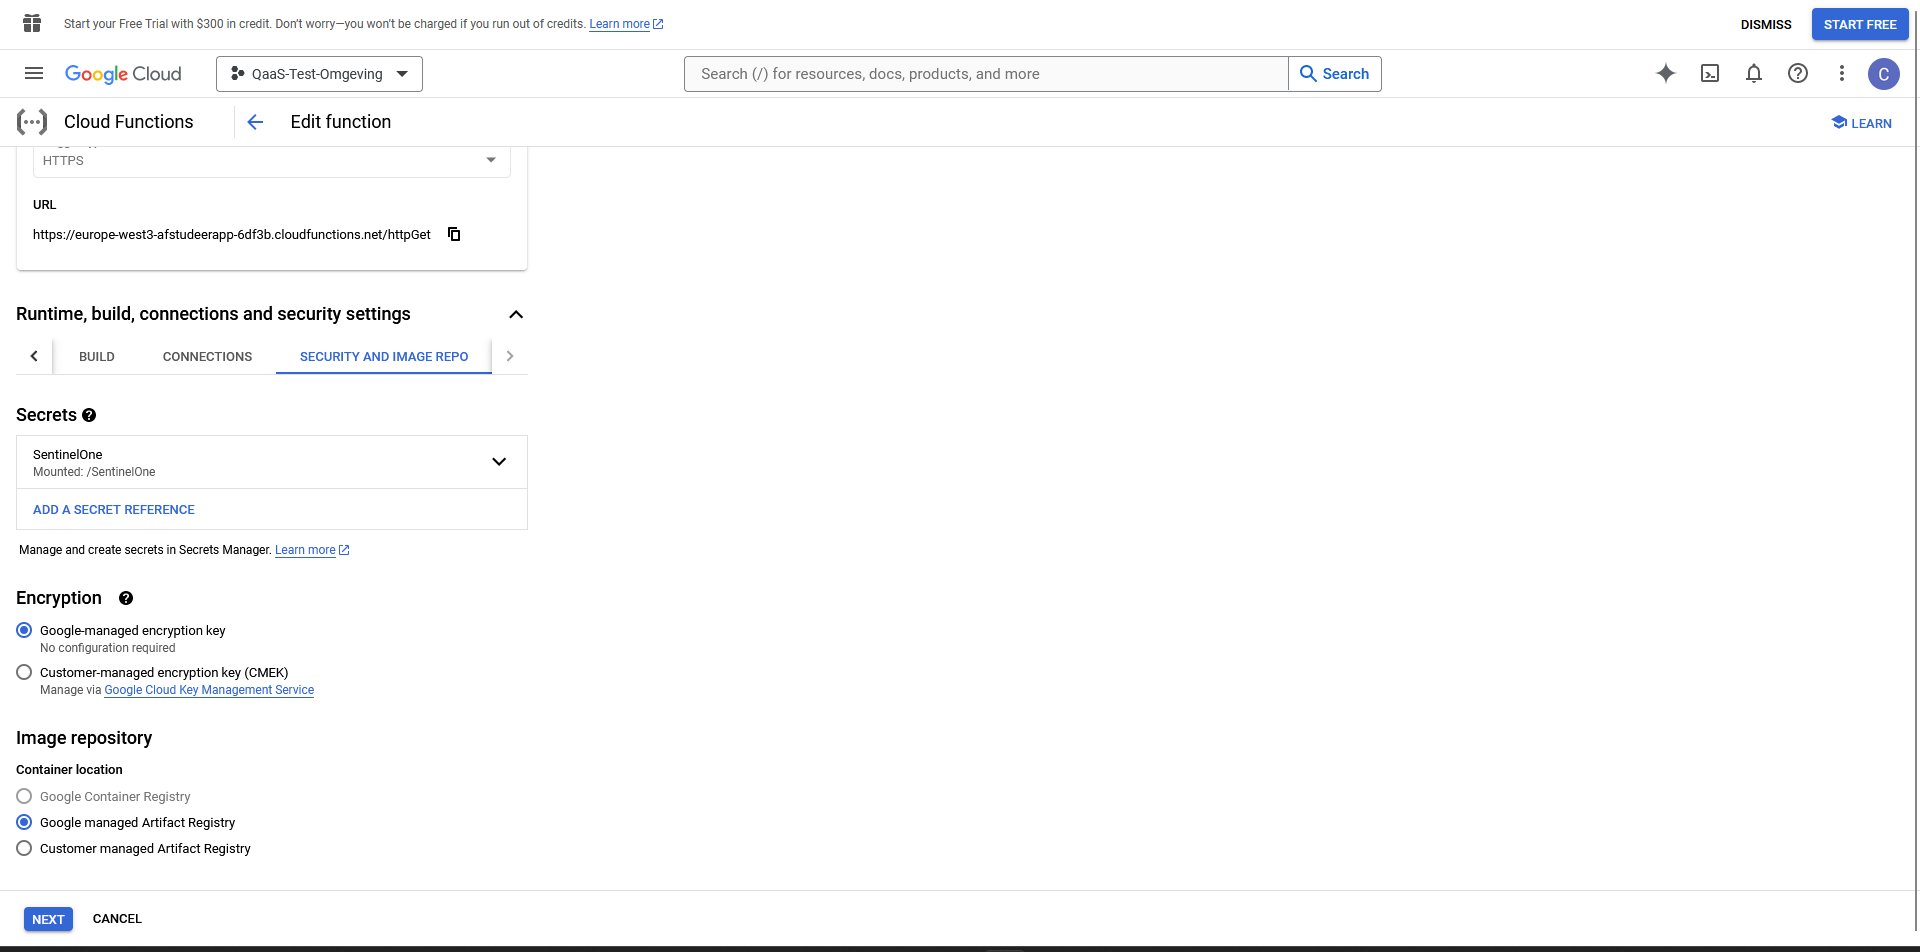 Start your Free Trial with $300 in credit. Don't worry—you won't be charged if you run out of credits. Learn more
DISMISS
START FREE
Google Cloud
QaaS-Test-Omgeving
Search (/) for resources, docs, products, and more
Search
C
Cloud Functions
Edit function
LEARN
HTTPS
URL
https://europe-west3-afstudeerapp-6df3b.cloudfunctions.net/httpGet
Runtime, build, connections and security settings
BUILD
CONNECTIONS
SECURITY AND IMAGE REPO
Secrets
SentinelOne
Mounted: /SentinelOne
ADD A SECRET REFERENCE
Manage and create secrets in Secrets Manager. Learn more
Encryption
Google-managed encryption key
No configuration required
Customer-managed encryption key (CMEK)
Manage via Google Cloud Key Management Service
Image repository
Container location
Google Container Registry
Google managed Artifact Registry
Customer managed Artifact Registry
NEXT
CANCEL